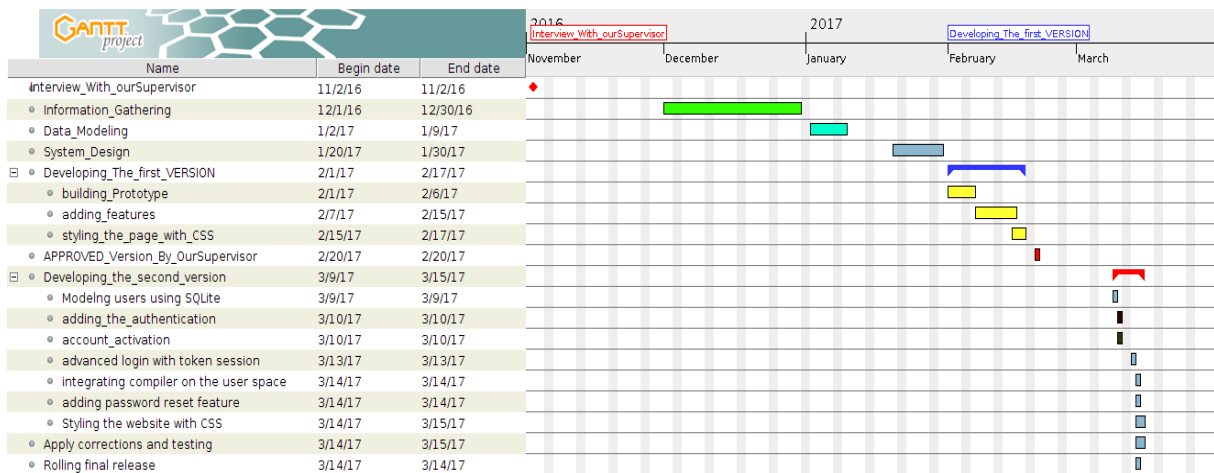 GANTT
project
2016
2017
Interview_With_ourSupervisor
Developing_The_first_VERSION
November December January February March
Name Begin date End date
Interview_With_ourSupervisor 11/2/16 11/2/16
Information_Gathering 12/1/16 12/30/16
Data_Modeling 1/2/17 1/9/17
System_Design 1/20/17 1/30/17
Developing_The_first_VERSION 2/1/17 2/17/17
building_Prototype 2/1/17 2/6/17
adding_features 2/7/17 2/15/17
styling_the_page_with_CSS 2/15/17 2/17/17
APPROVED_Version_By_OurSupervisor 2/20/17 2/20/17
Developing_the_second_version 3/9/17 3/15/17
Modelng users using SQLite 3/9/17 3/9/17
adding_the_authentication 3/10/17 3/10/17
account_activation 3/10/17 3/10/17
advanced login with token session 3/13/17 3/13/17
integrating compiler on the user space 3/14/17 3/14/17
adding password reset feature 3/14/17 3/14/17
Styling the website with CSS 3/14/17 3/15/17
Apply corrections and testing 3/14/17 3/15/17
Rolling final release 3/14/17 3/14/17